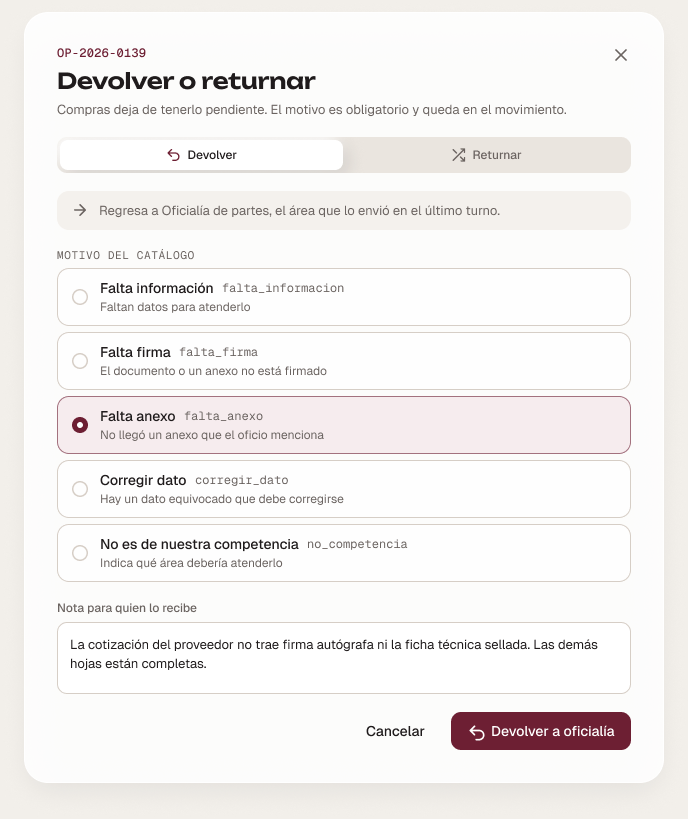 OP-2026-0139
Devolver o returnar
Compras deja de tenerlo pendiente. El motivo es obligatorio y queda en el movimiento.
Devolver
Returnar
Regresa a Oficialía de partes, el área que lo envió en el último turno.
MOTIVO DEL CATÁLOGO
Falta información falta_informacion
Faltan datos para atenderlo
Falta firma falta_firma
El documento o un anexo no está firmado
Falta anexo falta_anexo
No llegó un anexo que el oficio menciona
Corregir dato corregir_dato
Hay un dato equivocado que debe corregirse
No es de nuestra competencia no_competencia
Indica qué área debería atenderlo
Nota para quien lo recibe
La cotización del proveedor no trae firma autógrafa ni la ficha técnica sellada. Las demás
hojas están completas.
Cancelar
Devolver a oficialía